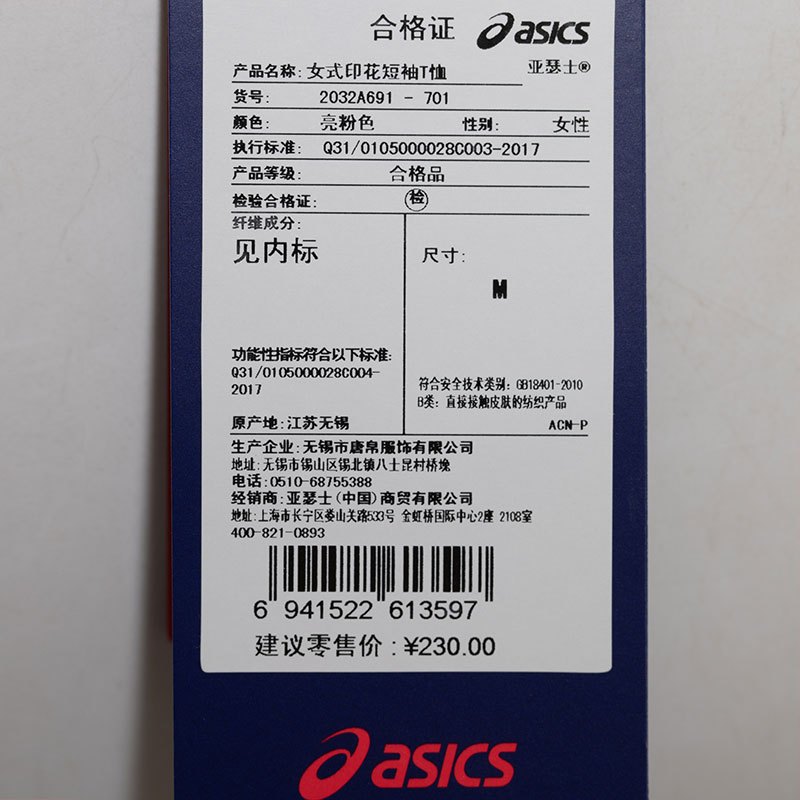 合格证 asics
亚瑟士®
产品名称: 女式印花短袖T恤
货号: 2032A691 - 701
颜色: 亮粉色 性别: 女性
执行标准: Q31/0105000028C003-2017
产品等级: 合格品
检验合格证: 检
纤维成分:
见内标
尺寸:
M
功能性指标符合以下标准:
Q31/0105000028C004-
2017
符合安全技术类别: GB18401-2010
B类: 直接接触皮肤的纺织产品
原产地: 江苏无锡
ACN-P
生产企业: 无锡市唐帛服饰有限公司
地址: 无锡市锡山区锡北镇八士昆村桥堍
电话: 0510-68755388
经销商: 亚瑟士(中国)商贸有限公司
地址: 上海市长宁区娄山关路533号 金虹桥国际中心2座 2108室
400-821-0893
6 941522 613597
建议零售价 : ¥230.00
asics